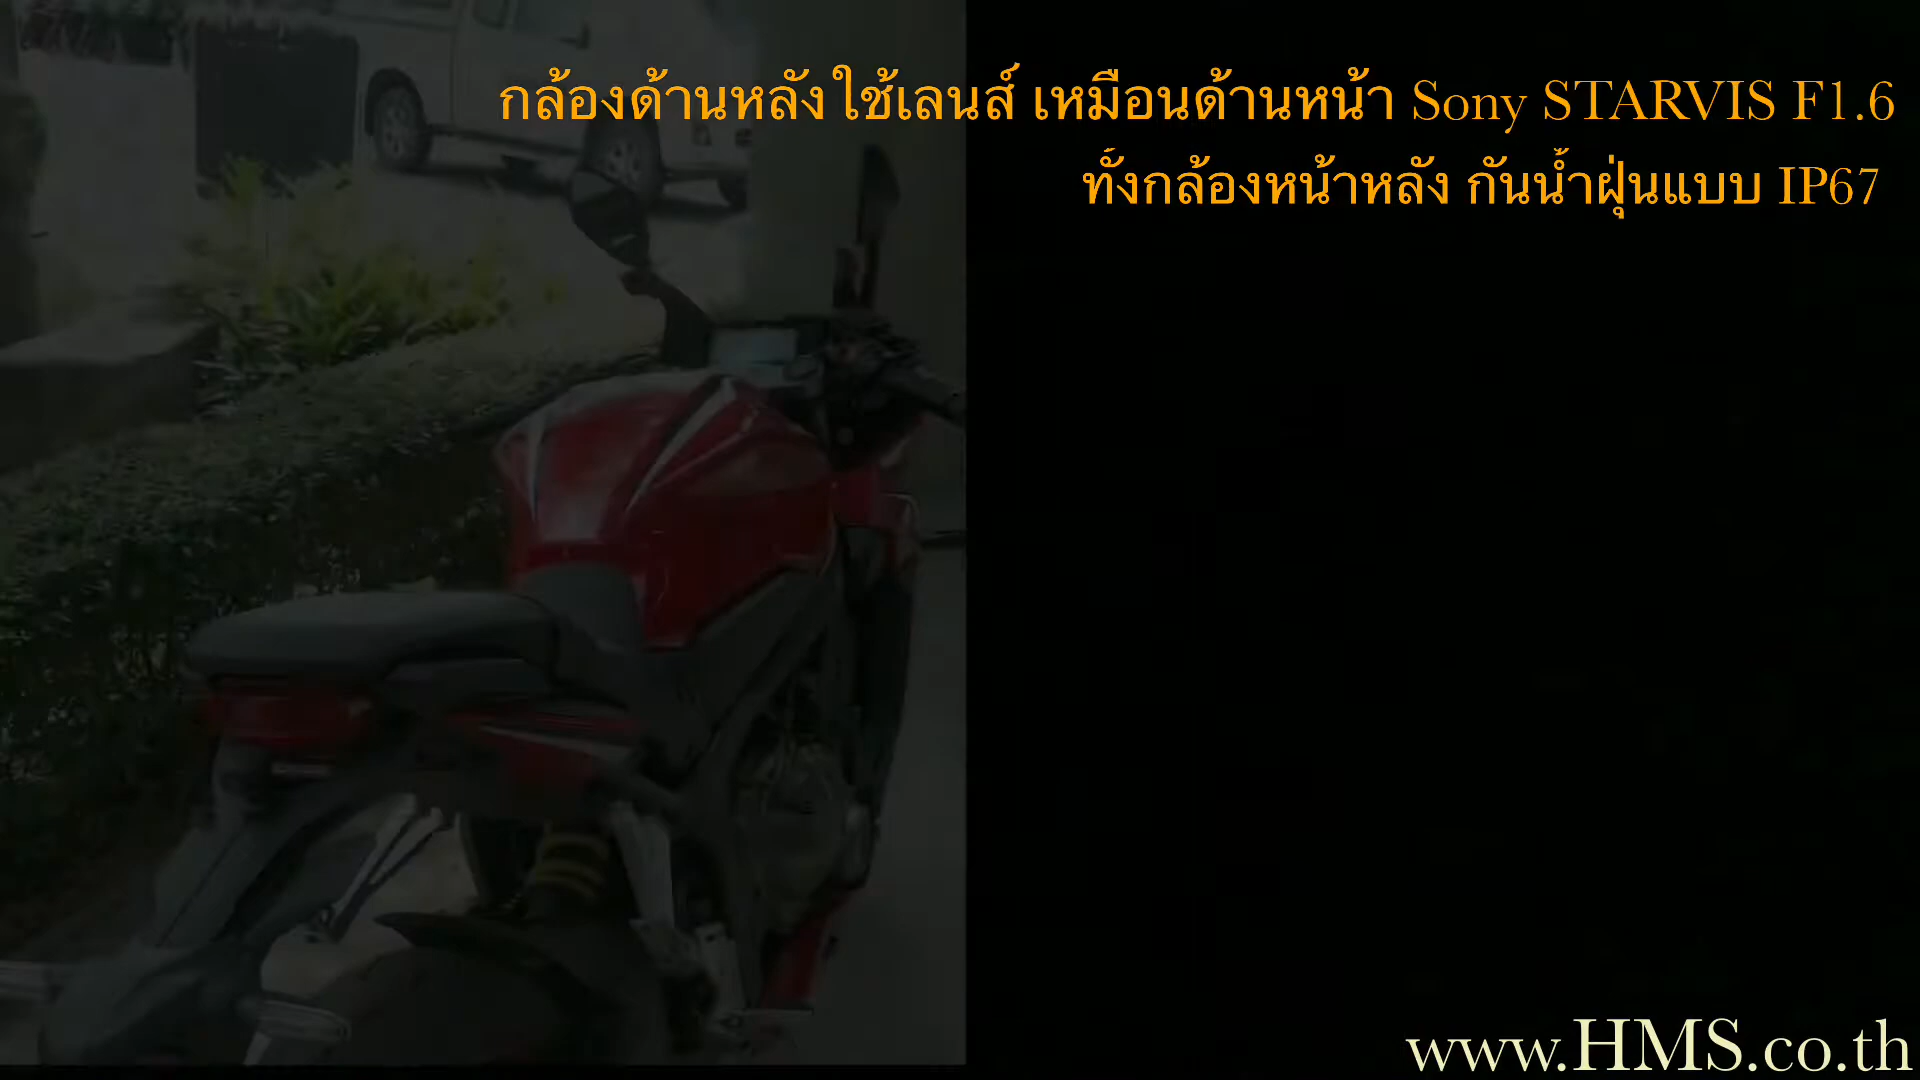 กล้องด้านหลังใช้เลนส์ เหมือนด้านหน้า Sony STARVIS F1.6
ทั้งกล้องหน้าหลัง กันน้ำฝุ่นแบบ IP67
www.HMS.co.th